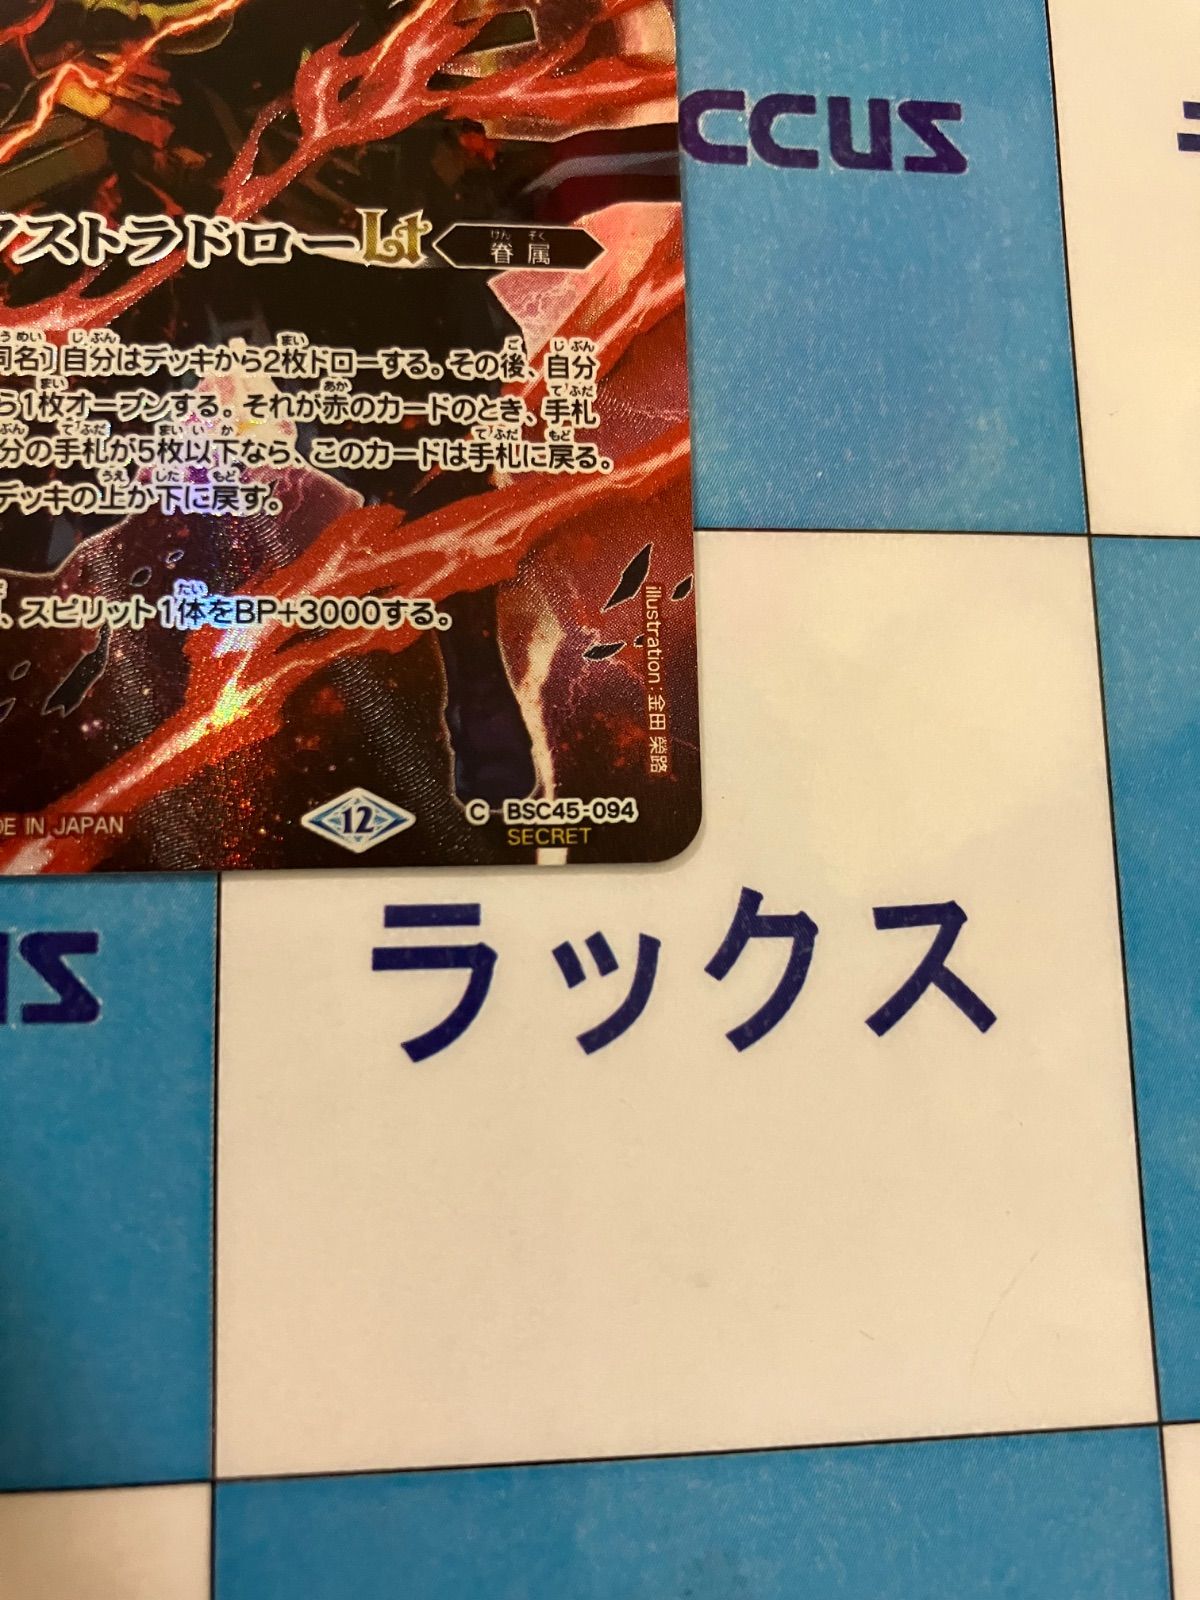 ccus
アストラドローLt
眷属
同名〕自分はデッキから2枚ドローする。その後、自分
ら1枚オープンする。それが赤のカードのとき、手札
分の手札が5枚以下なら、このカードは手札に戻る。
デッキの上か下に戻す。
、スピリット1体をBP+3000する。
illustration : 金田 榮路
DE IN JAPAN
12
C BSC45-094
SECRET
ラックス